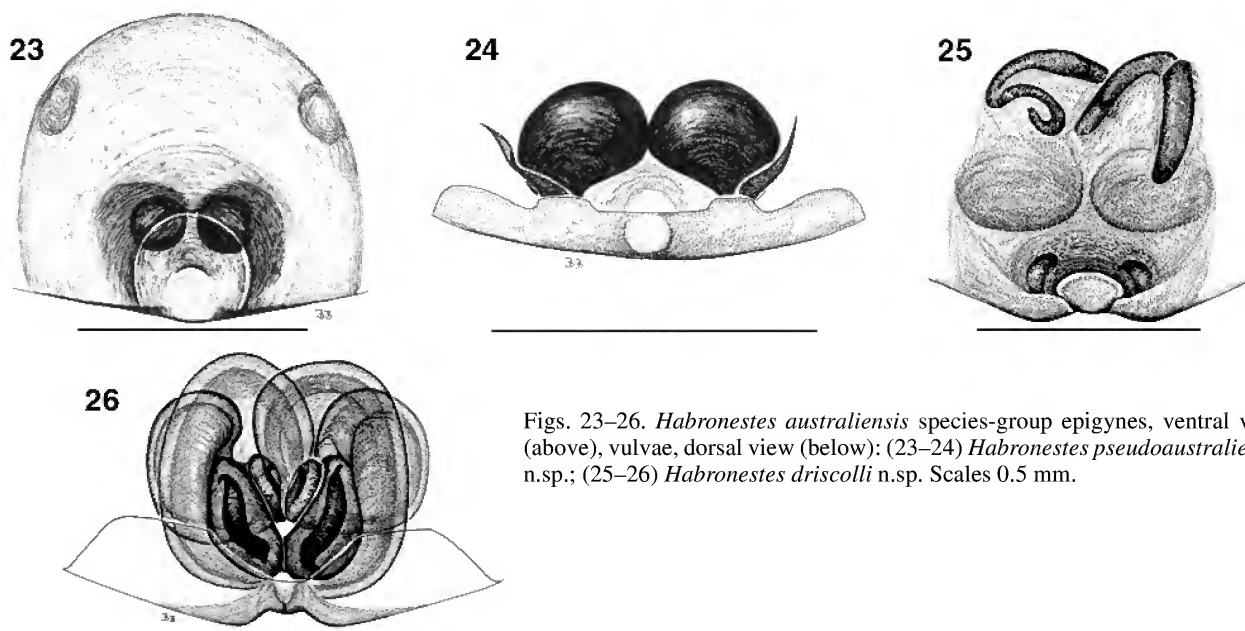 23
24
25
26
Figs. 23–26. Habronestes australiensis species-group epigynes, ventral
(above), vulvae, dorsal view (below): (23–24) Habronestes
n.sp.; (25–26) Habronestes driscolli n.sp. Scales 0.5 mm.